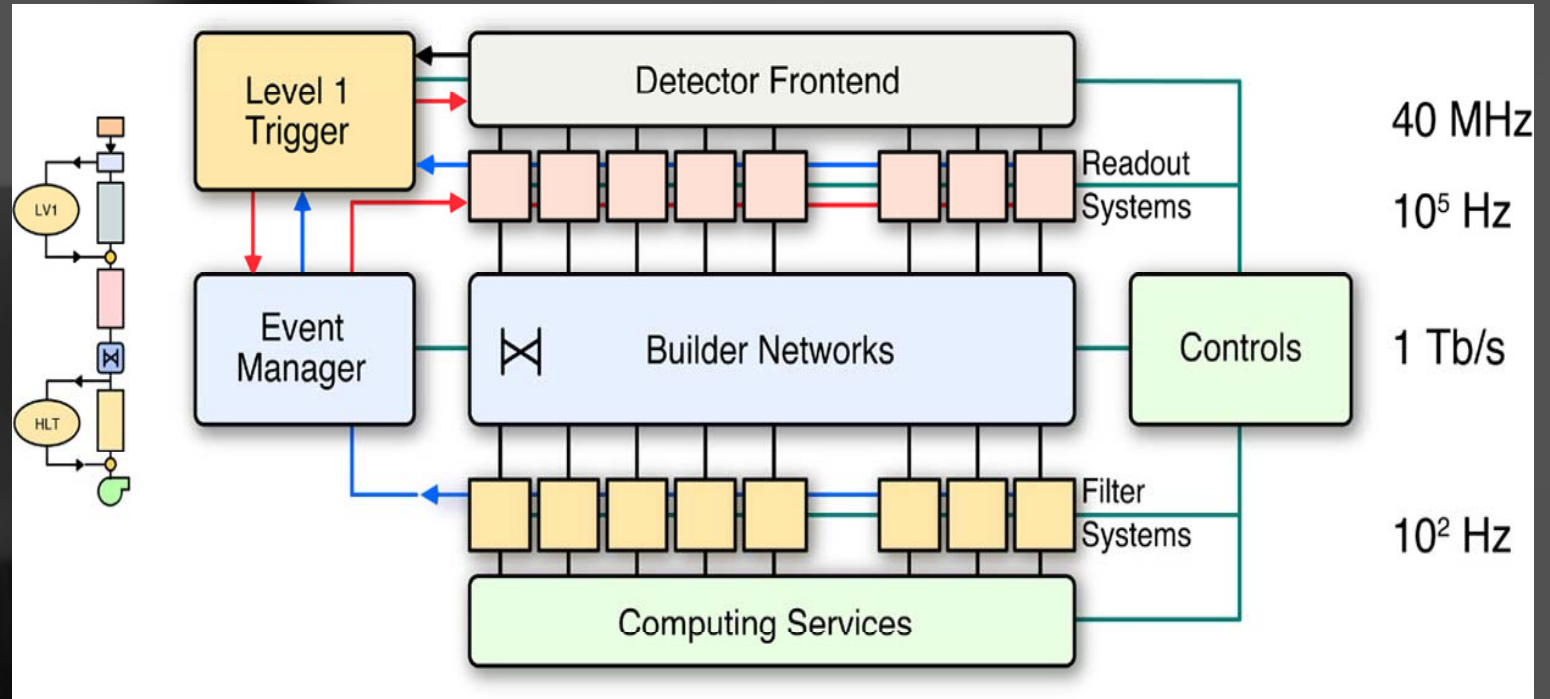 Level 1
Trigger
Detector Frontend
40 MHz
Readout
Systems
10⁵ Hz
LV1
Event
Manager
Builder Networks
Controls
1 Tb/s
HLT
Filter
Systems
10² Hz
Computing Services